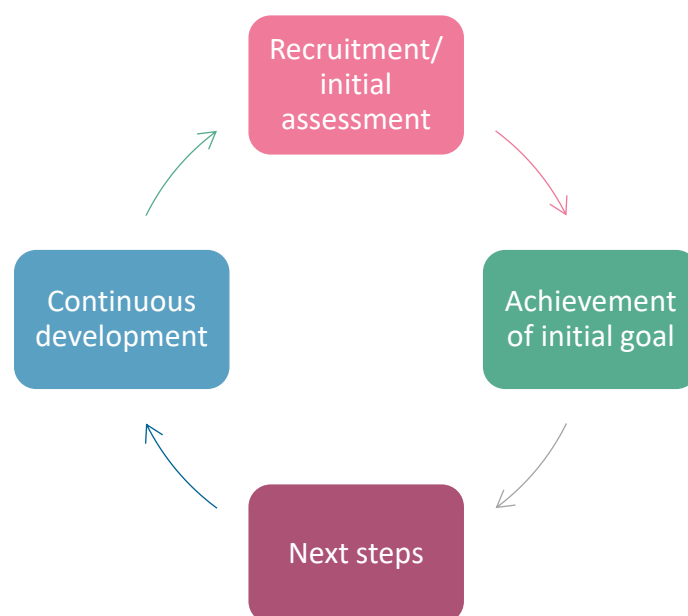 Recruitment/
initial
assessment
Achievement
of initial goal
Next steps
Continuous
development